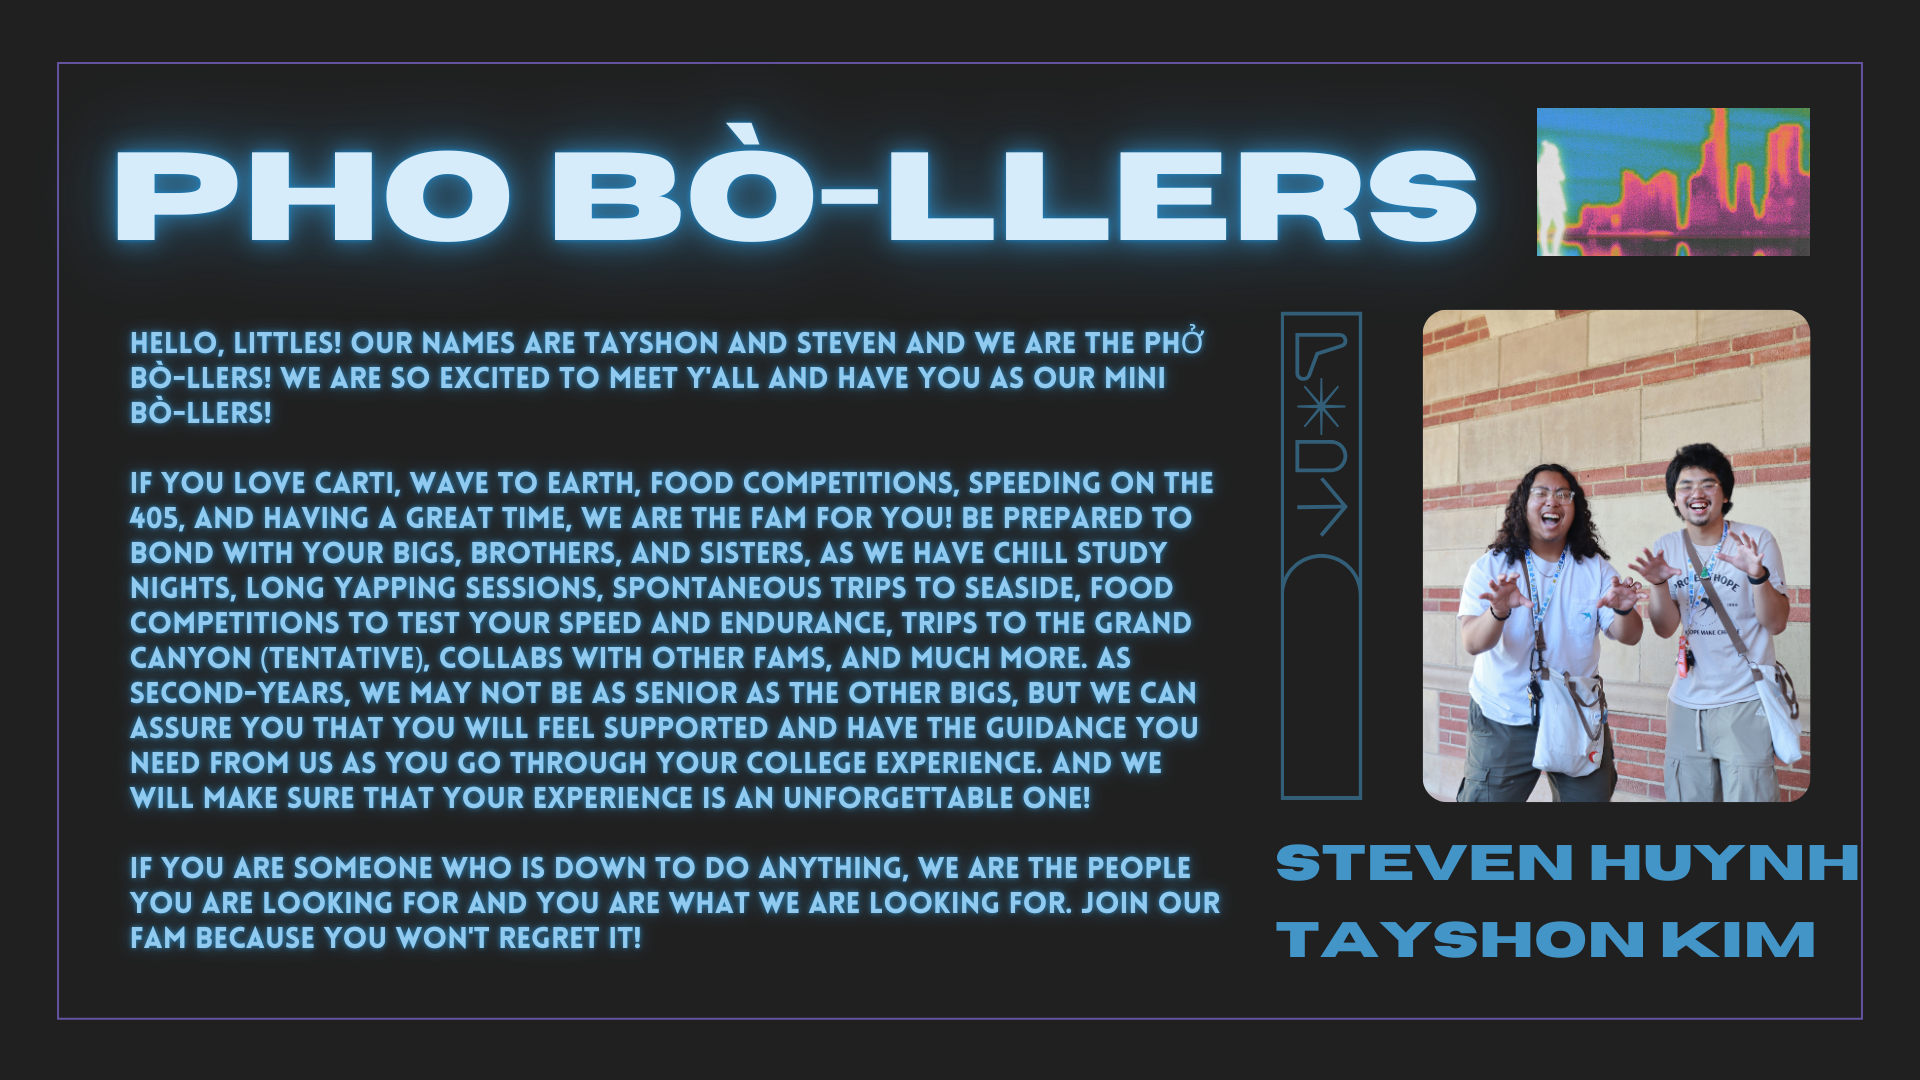 PHO BÒ-LLERS
HELLO, LITTLES! OUR NAMES ARE TAYSHON AND STEVEN AND WE ARE THE PHỞ
BÒ-LLERS! WE ARE SO EXCITED TO MEET Y'ALL AND HAVE YOU AS OUR MINI
BÒ-LLERS!
IF YOU LOVE CARTI, WAVE TO EARTH, FOOD COMPETITIONS, SPEEDING ON THE
405, AND HAVING A GREAT TIME, WE ARE THE FAM FOR YOU! BE PREPARED TO
BOND WITH YOUR BIGS, BROTHERS, AND SISTERS, AS WE HAVE CHILL STUDY
NIGHTS, LONG YAPPING SESSIONS, SPONTANEOUS TRIPS TO SEASIDE, FOOD
COMPETITIONS TO TEST YOUR SPEED AND ENDURANCE, TRIPS TO THE GRAND
CANYON (TENTATIVE), COLLABS WITH OTHER FAMS, AND MUCH MORE. AS
SECOND-YEARS, WE MAY NOT BE AS SENIOR AS THE OTHER BIGS, BUT WE CAN
ASSURE YOU THAT YOU WILL FEEL SUPPORTED AND HAVE THE GUIDANCE YOU
NEED FROM US AS YOU GO THROUGH YOUR COLLEGE EXPERIENCE. AND WE
WILL MAKE SURE THAT YOUR EXPERIENCE IS AN UNFORGETTABLE ONE!
IF YOU ARE SOMEONE WHO IS DOWN TO DO ANYTHING, WE ARE THE PEOPLE
YOU ARE LOOKING FOR AND YOU ARE WHAT WE ARE LOOKING FOR. JOIN OUR
FAM BECAUSE YOU WON'T REGRET IT!
HOPE
STEVEN HUYNH
TAYSHON KIM